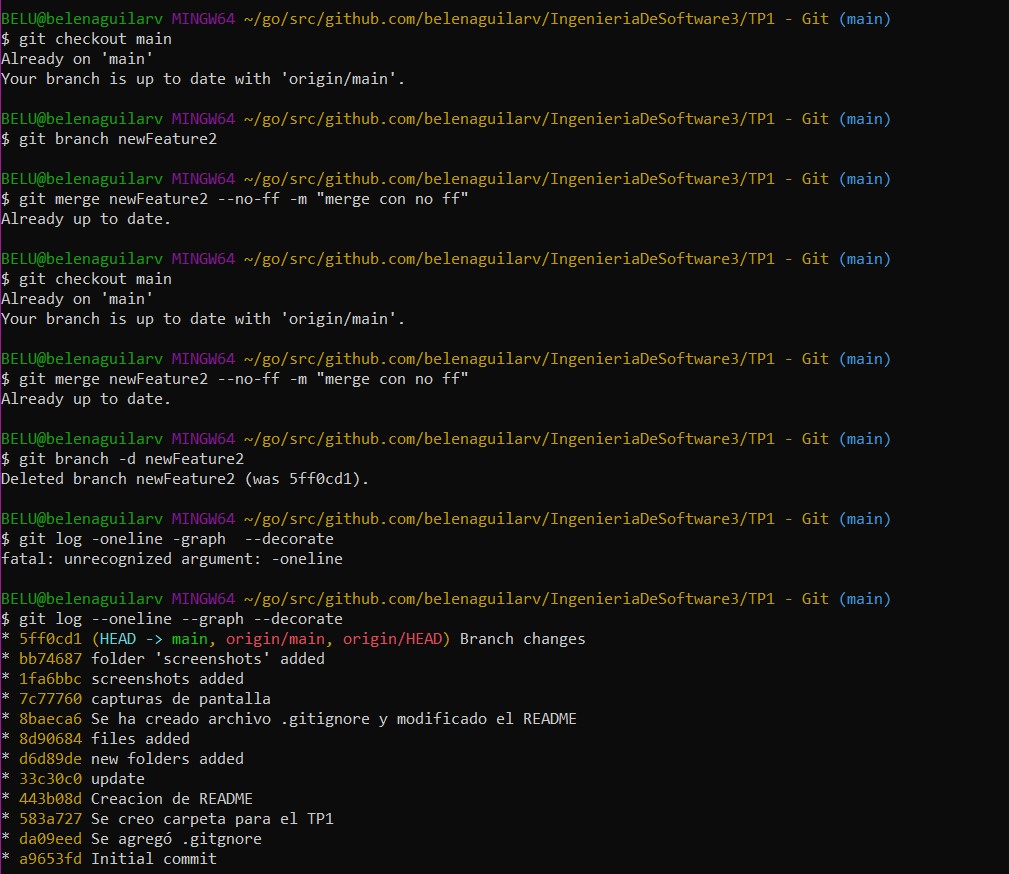 BELU@belenaguilarv MINGW64 ~/go/src/github.com/belenaguilarv/IngenieriaDeSoftware3/TP1 - Git (main)
$ git checkout main
Already on 'main'
Your branch is up to date with 'origin/main'.
BELU@belenaguilarv MINGW64 ~/go/src/github.com/belenaguilarv/IngenieriaDeSoftware3/TP1 - Git (main)
$ git branch newFeature2
BELU@belenaguilarv MINGW64 ~/go/src/github.com/belenaguilarv/IngenieriaDeSoftware3/TP1 - Git (main)
$ git merge newFeature2 --no-ff -m "merge con no ff"
Already up to date.
BELU@belenaguilarv MINGW64 ~/go/src/github.com/belenaguilarv/IngenieriaDeSoftware3/TP1 - Git (main)
$ git checkout main
Already on 'main'
Your branch is up to date with 'origin/main'.
BELU@belenaguilarv MINGW64 ~/go/src/github.com/belenaguilarv/IngenieriaDeSoftware3/TP1 - Git (main)
$ git merge newFeature2 --no-ff -m "merge con no ff"
Already up to date.
BELU@belenaguilarv MINGW64 ~/go/src/github.com/belenaguilarv/IngenieriaDeSoftware3/TP1 - Git (main)
$ git branch -d newFeature2
Deleted branch newFeature2 (was 5ff0cd1).
BELU@belenaguilarv MINGW64 ~/go/src/github.com/belenaguilarv/IngenieriaDeSoftware3/TP1 - Git (main)
$ git log -oneline -graph  --decorate
fatal: unrecognized argument: -oneline
BELU@belenaguilarv MINGW64 ~/go/src/github.com/belenaguilarv/IngenieriaDeSoftware3/TP1 - Git (main)
$ git log --oneline --graph --decorate
* 5ff0cd1 (HEAD -> main, origin/main, origin/HEAD) Branch changes
* bb74687 folder 'screenshots' added
* 1fa6bbc screenshots added
* 7c77760 capturas de pantalla
* 8baeca6 Se ha creado archivo .gitignore y modificado el README
* 8d90684 files added
* d6d89de new folders added
* 33c30c0 update
* 443b08d Creacion de README
* 583a727 Se creo carpeta para el TP1
* da09eed Se agregó .gitgnore
* a9653fd Initial commit